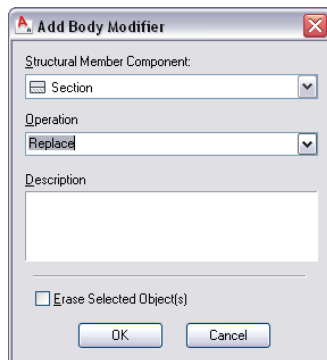 Add Body Modifier
Structural Member Component:
Section
Operation
Replace
Description
Erase Selected Object(s)
OK Cancel